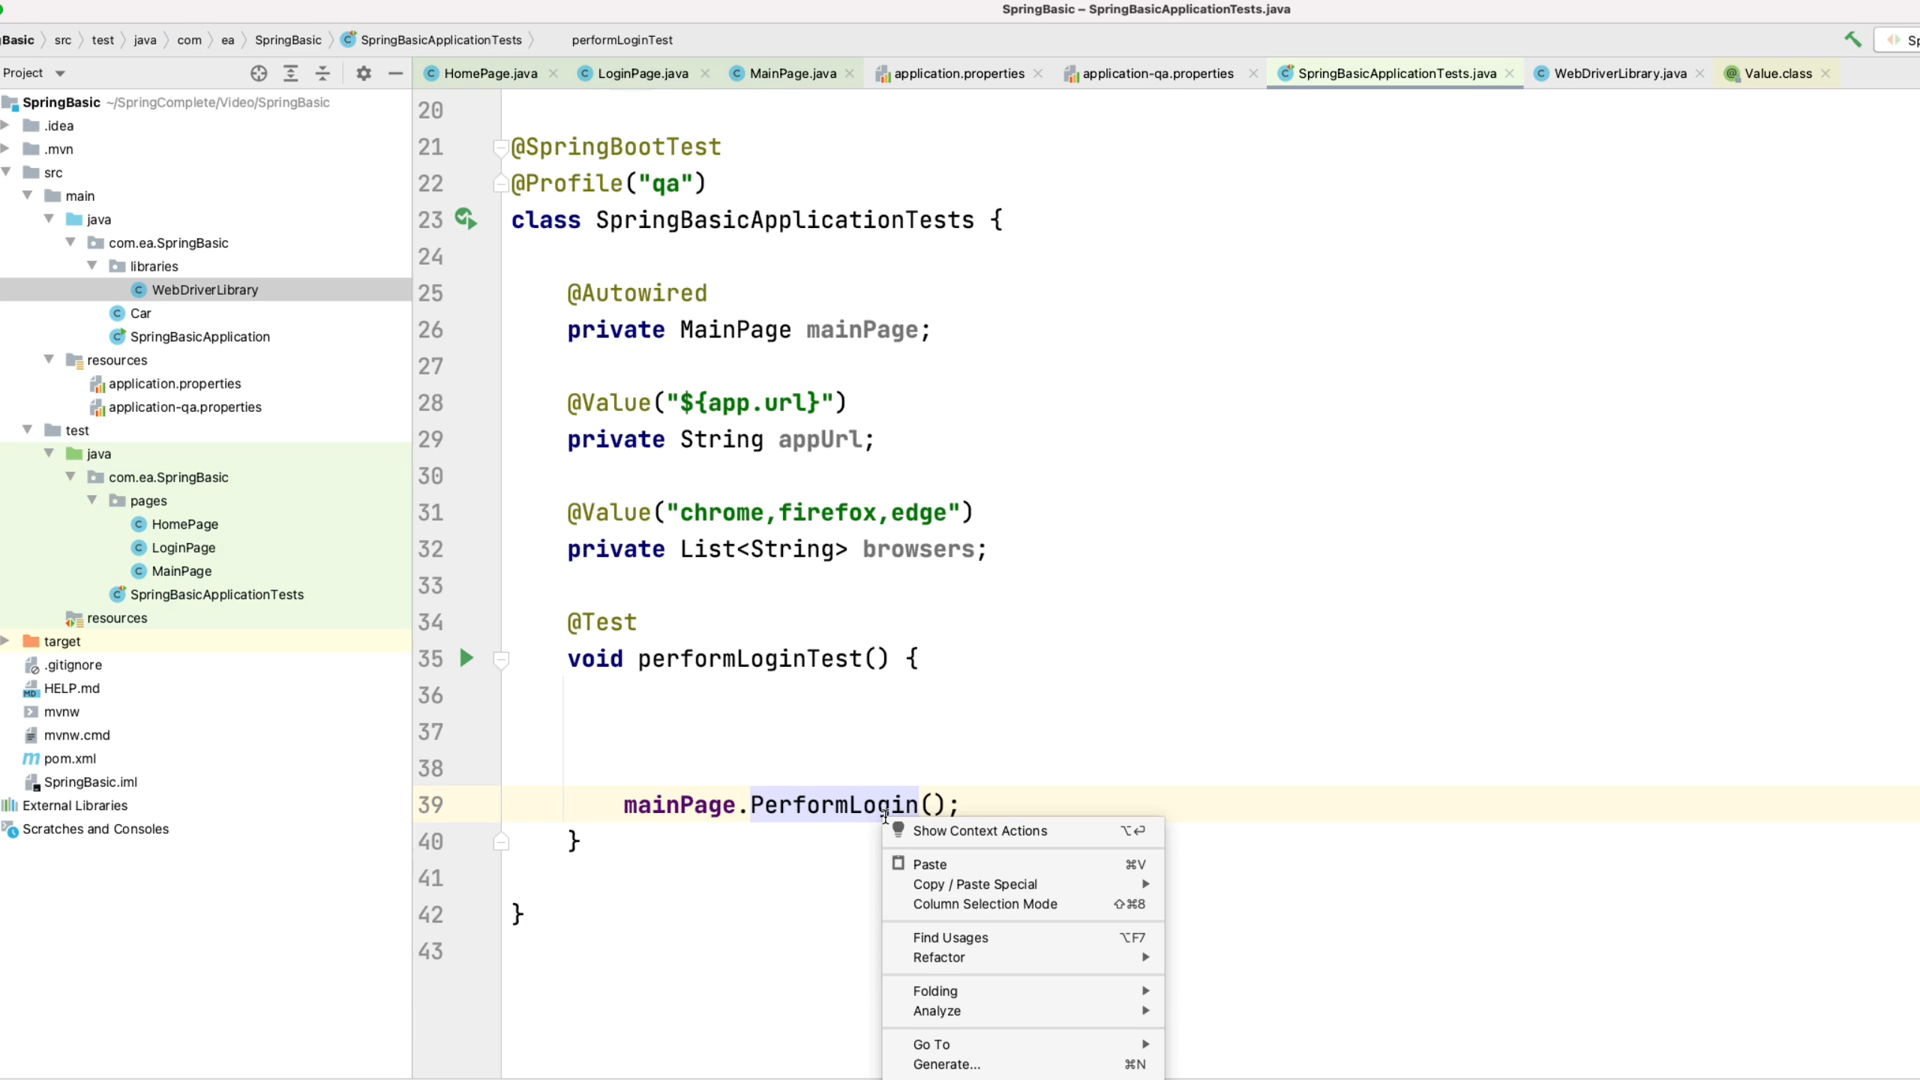 SpringBasic – SpringBasicApplicationTests.java
Basic src test java com ea SpringBasic SpringBasicApplicationTests performLoginTest Sp
Project
HomePage.java LoginPage.java MainPage.java application.properties application-qa.properties SpringBasicApplicationTests.java WebDriverLibrary.java Value.class
SpringBasic ~/SpringComplete/Video/SpringBasic
.idea
.mvn
src
main
java
com.ea.SpringBasic
libraries
WebDriverLibrary
Car
SpringBasicApplication
resources
application.properties
application-qa.properties
test
java
com.ea.SpringBasic
pages
HomePage
LoginPage
MainPage
SpringBasicApplicationTests
resources
target
.gitignore
HELP.md
mvnw
mvnw.cmd
pom.xml
SpringBasic.iml
External Libraries
Scratches and Consoles
20
21 @SpringBootTest
22 @Profile("qa")
23 class SpringBasicApplicationTests {
24
25 @Autowired
26 private MainPage mainPage;
27
28 @Value("${app.url}")
29 private String appUrl;
30
31 @Value("chrome,firefox,edge")
32 private List<String> browsers;
33
34 @Test
35 void performLoginTest() {
36
37
38
39 mainPage.PerformLogin();
40 }
41
42 }
43
Show Context Actions ⌥⏎
Paste ⌘V
Copy / Paste Special
Column Selection Mode ⇧⌘8
Find Usages ⌥F7
Refactor
Folding
Analyze
Go To
Generate... ⌘N